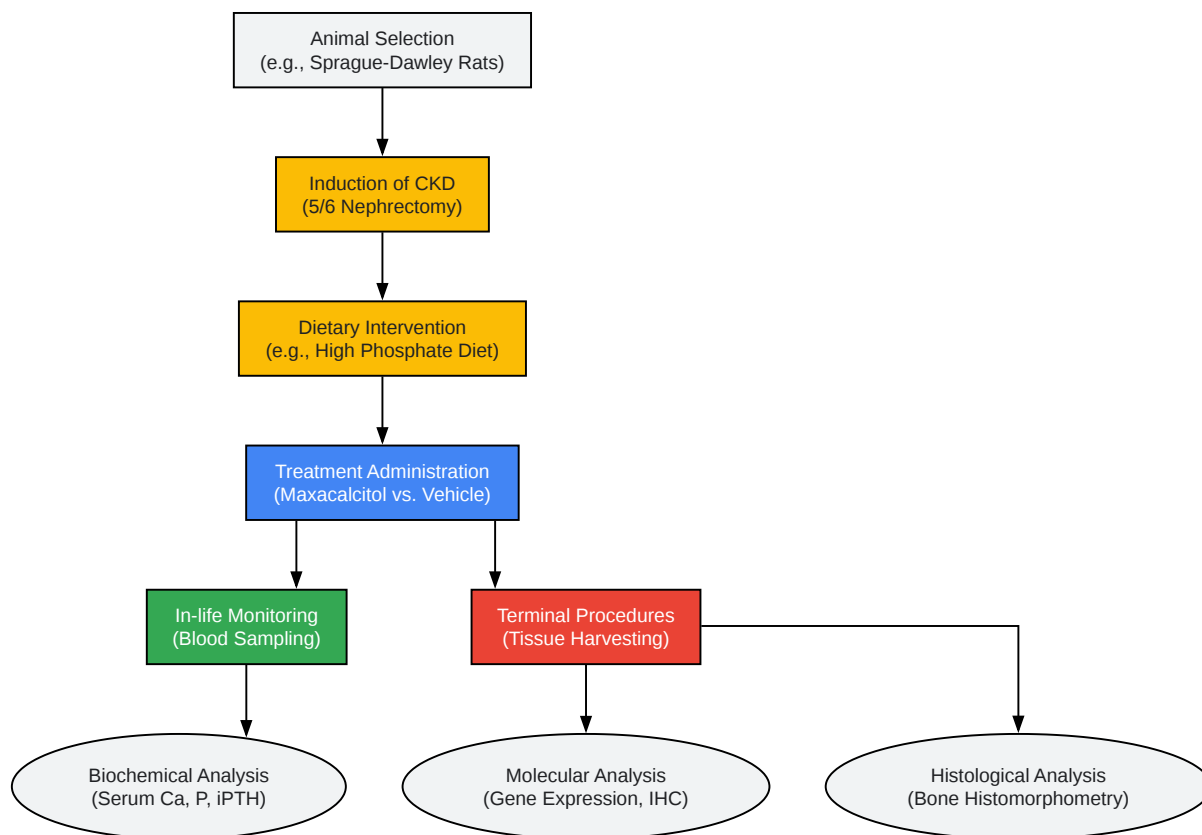 Animal Selection
(e.g., Sprague-Dawley Rats)
Induction of CKD
(5/6 Nephrectomy)
Dietary Intervention
(e.g., High Phosphate Diet)
Treatment Administration
(Maxacalcitol vs. Vehicle)
In-life Monitoring
(Blood Sampling)
Terminal Procedures
(Tissue Harvesting)
Biochemical Analysis
(Serum Ca, P, iPTH)
Molecular Analysis
(Gene Expression, IHC)
Histological Analysis
(Bone Histomorphometry)